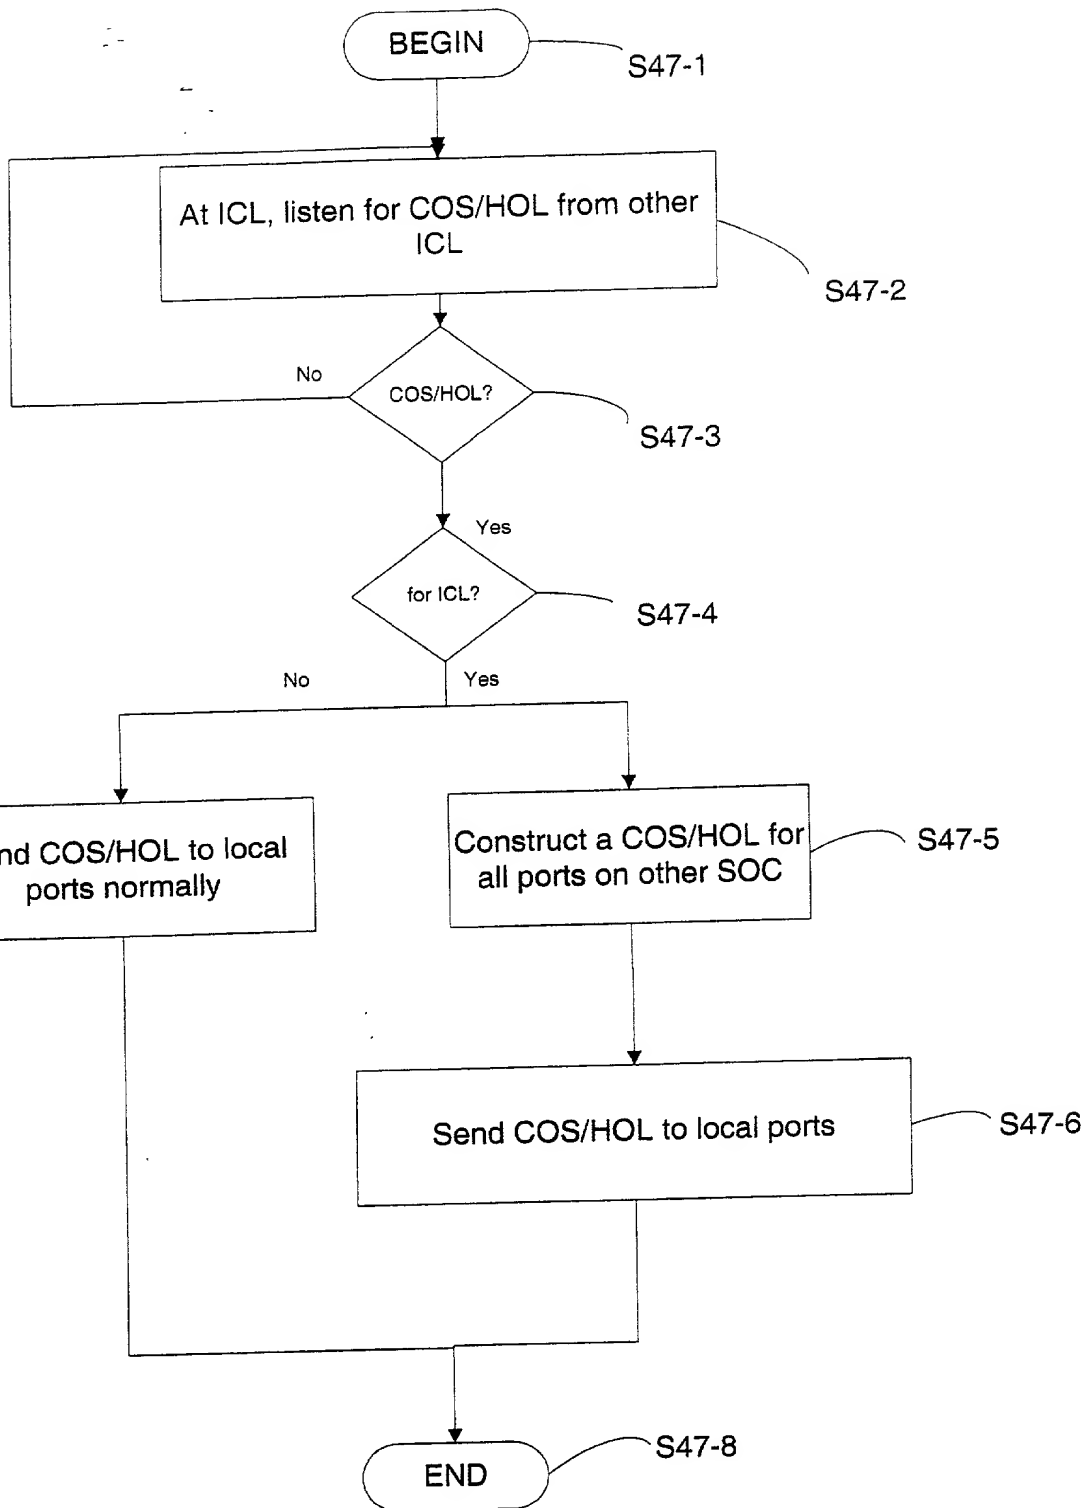 BEGIN
S47-1
At ICL, listen for COS/HOL from other
ICL
S47-2
No
COS/HOL?
S47-3
Yes
for ICL?
S47-4
No
Yes
COS/HOL to local
ports normally
Construct a COS/HOL for
all ports on other SOC
S47-5
Send COS/HOL to local ports
S47-6
END
S47-8